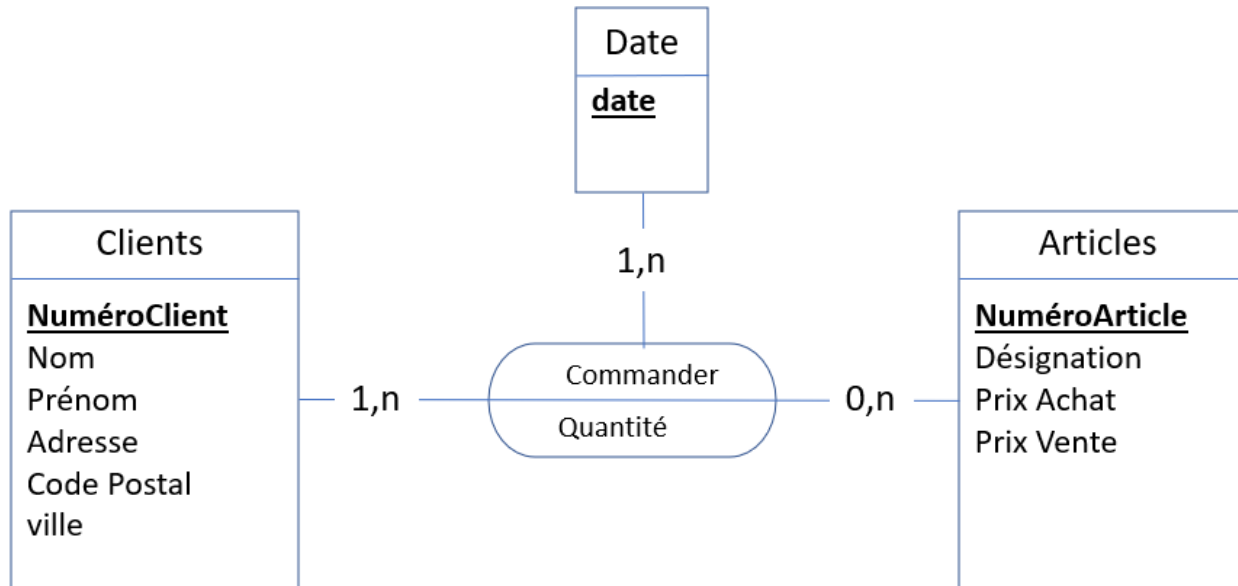 Date
date
1,n
Clients
NuméroClient
Nom
Prénom
Adresse
Code Postal
ville
1,n
Commander
Quantité
0,n
Articles
NuméroArticle
Désignation
Prix Achat
Prix Vente